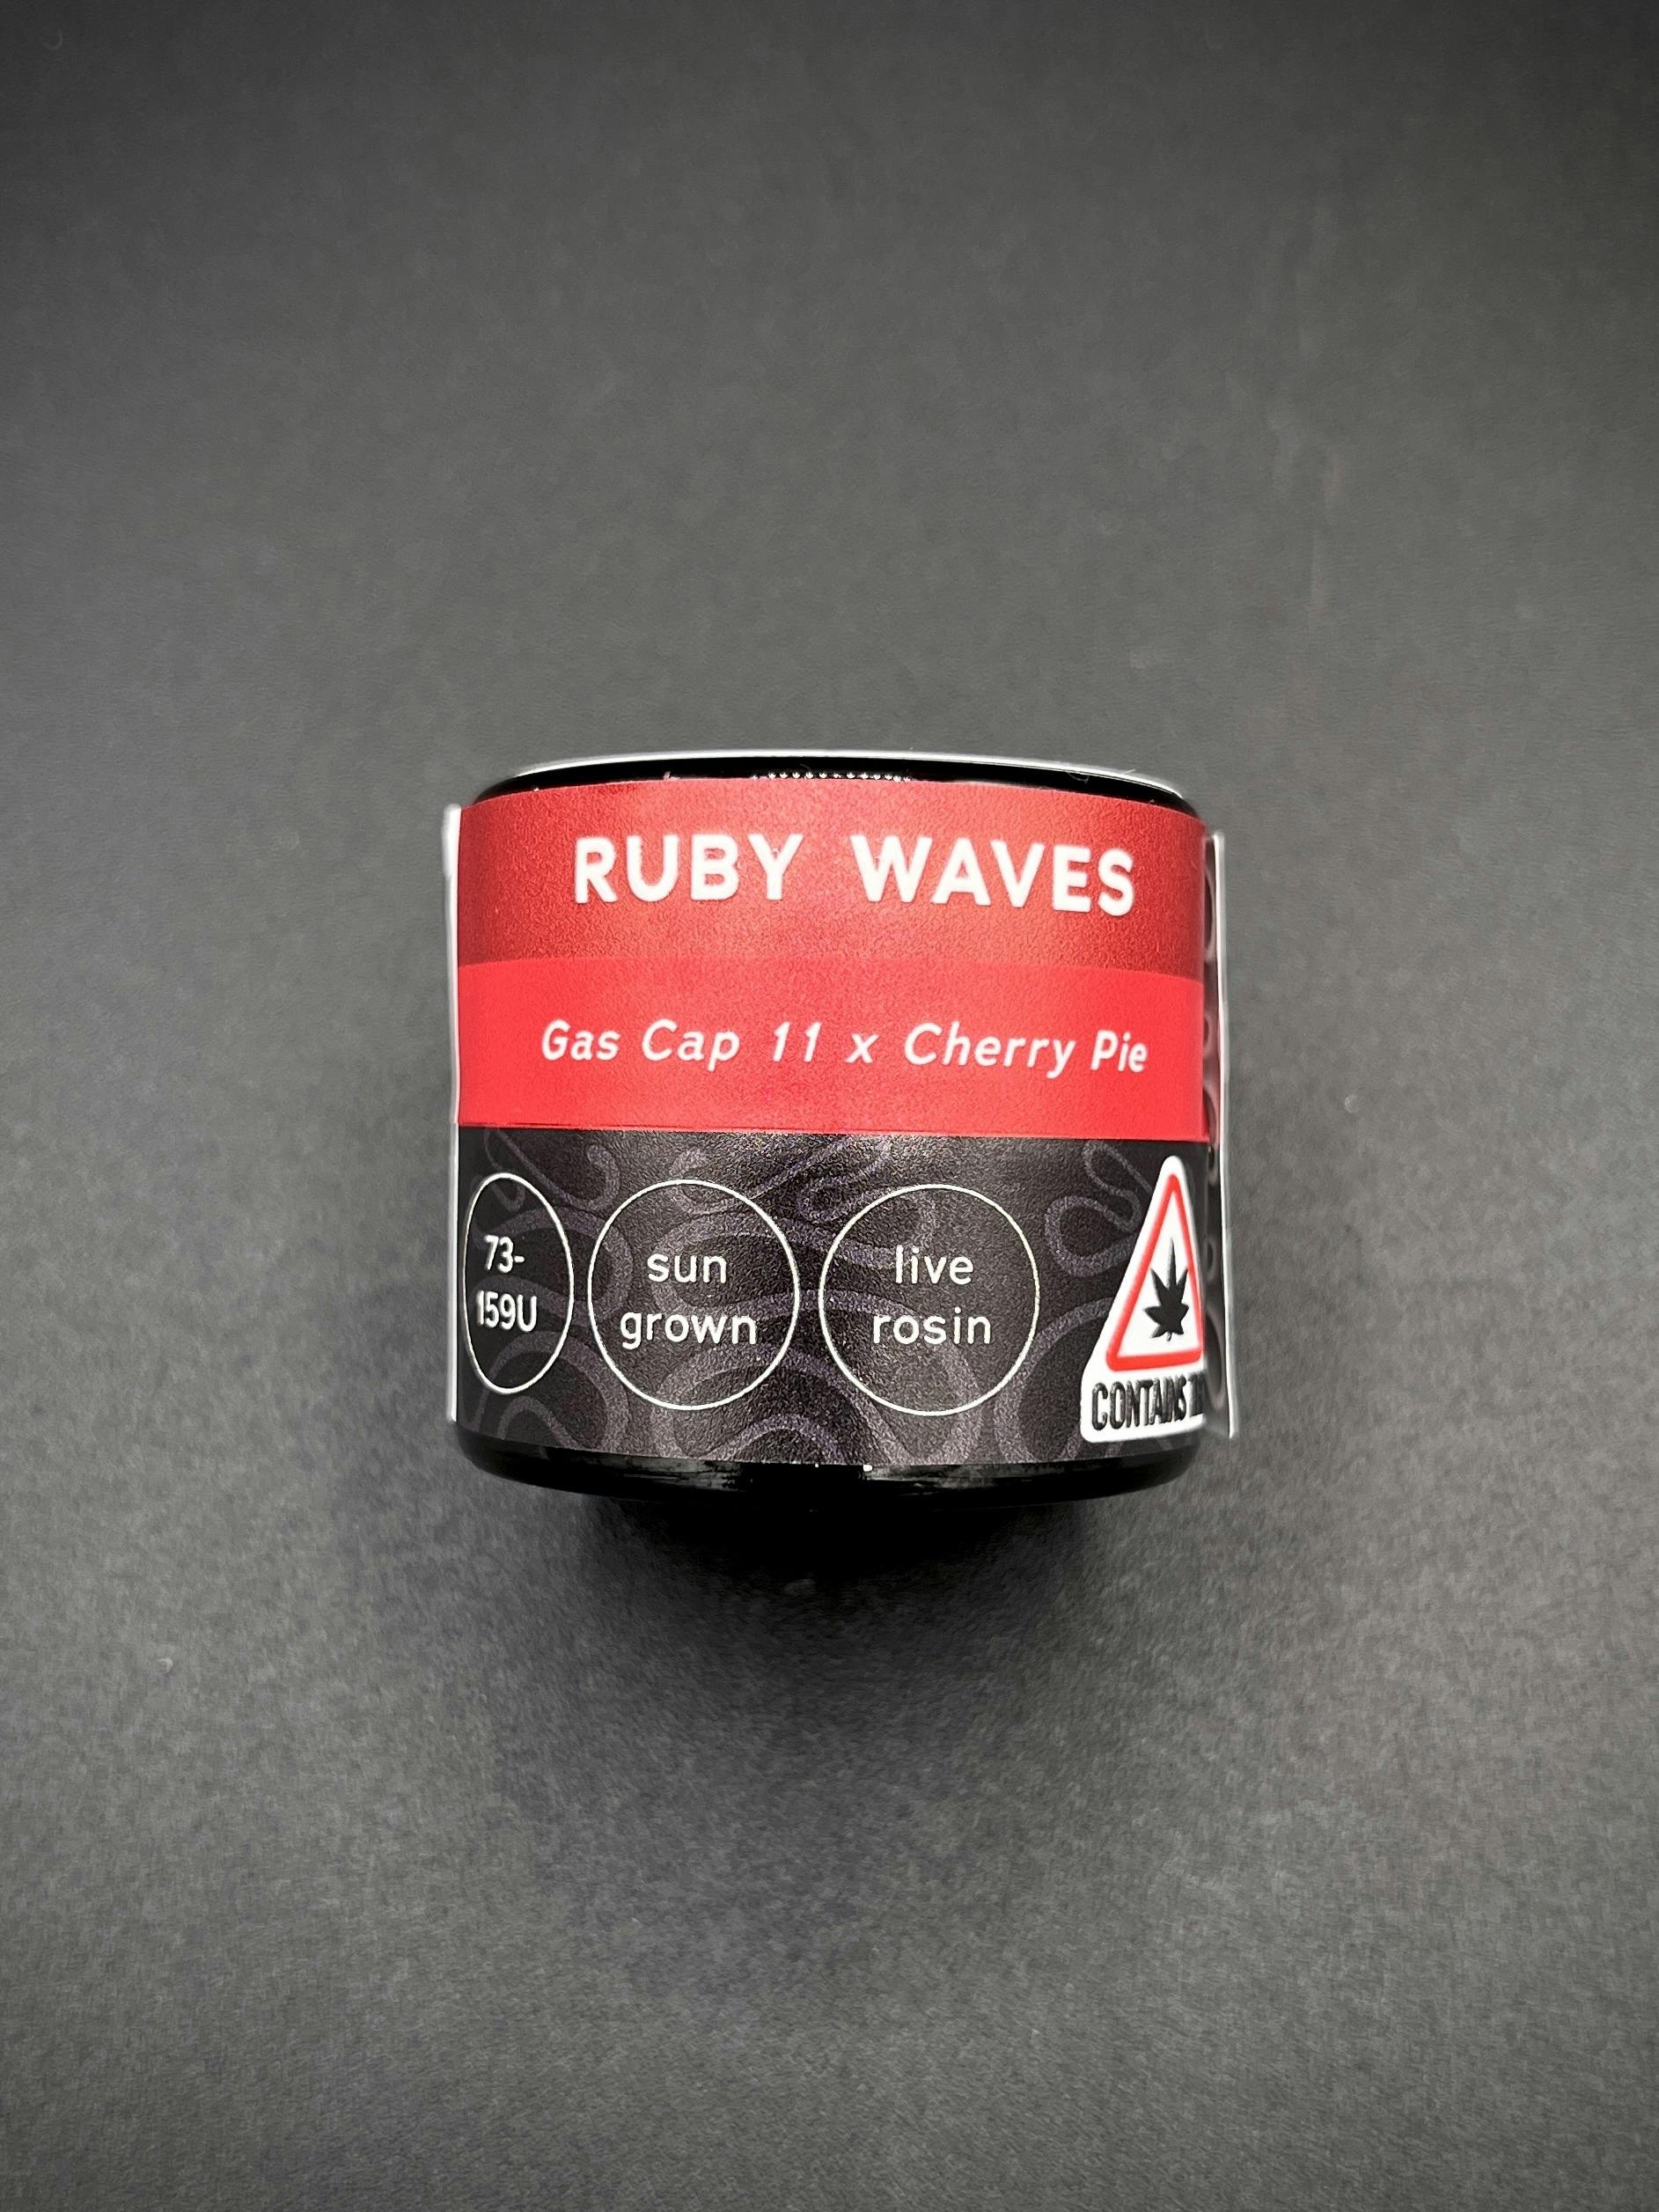 RUBY WAVES
Gas Cap 11 x Cherry Pie
73-
159U
sun
grown
live
rosin
CONTAINS